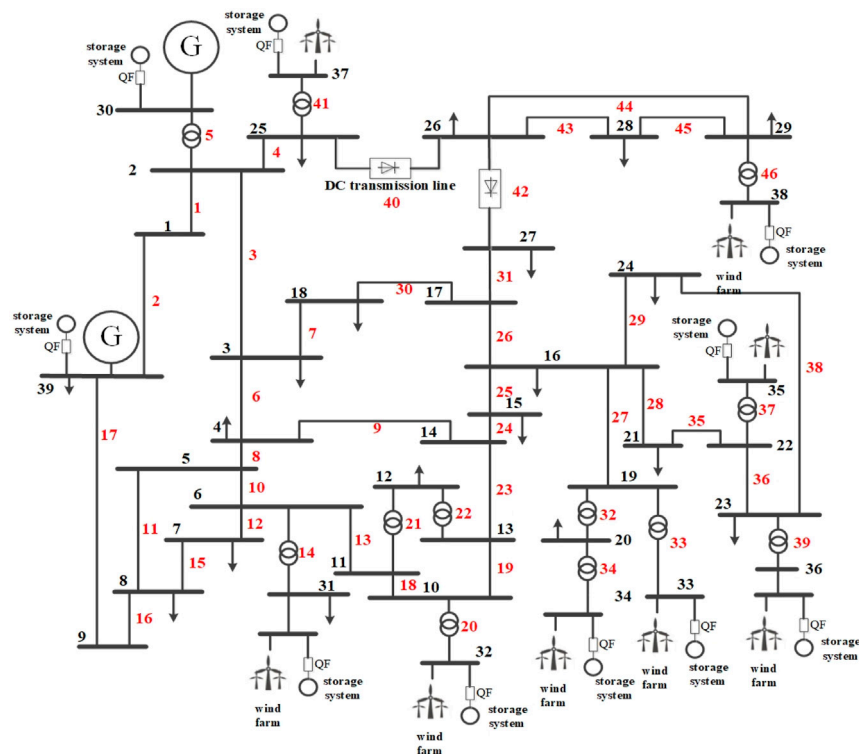 storage
system
QF
G
30
5
storage
system
QF
37
41
25
4
2
DC transmission line
40
26
44
43
28
45
29
42
46
38
QF
wind
farm
storage
system
1
1
3
2
27
31
24
18
30
17
7
26
29
storage
system
QF
G
39
3
16
storage
system
QF
35
37
38
6
25
15
27
28
17
4
9
14
24
21
35
22
8
5
10
6
12
23
19
36
23
11
7
12
13
21
22
13
32
20
33
39
15
14
11
19
34
36
8
31
18
10
16
20
34
33
9
QF
storage
system
wind
farm
32
QF
storage
system
wind
farm
QF
storage
system
wind
farm
QF
storage
system
wind
farm
QF
storage
system
wind
farm